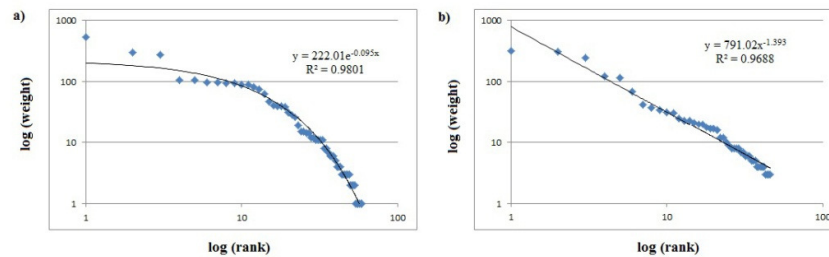 a)
1000
100
10
1
1
10
100
log (weight)
log (rank)
y = 222.01e^-0.095x
R² = 0.9801
b)
1000
100
10
1
1
10
100
log (weight)
log (rank)
y = 791.02x^-1.393
R² = 0.9688